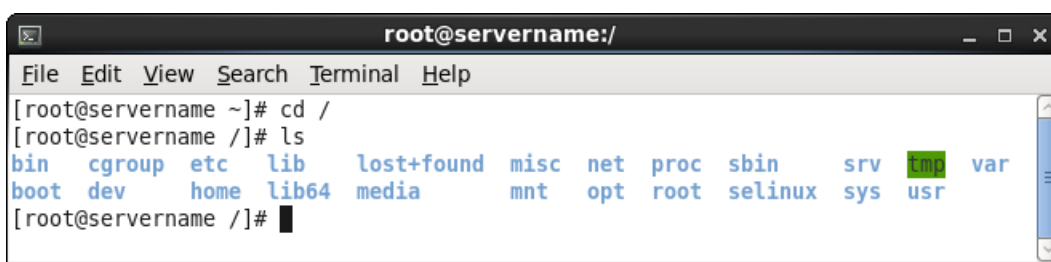 root@servername:/
File Edit View Search Terminal Help
[root@servername ~]# cd /
[root@servername /]# ls
bin cgroup etc lib lost+found misc net proc sbin srv tmp var
boot dev home lib64 media mnt opt root selinux sys usr
[root@servername /]#